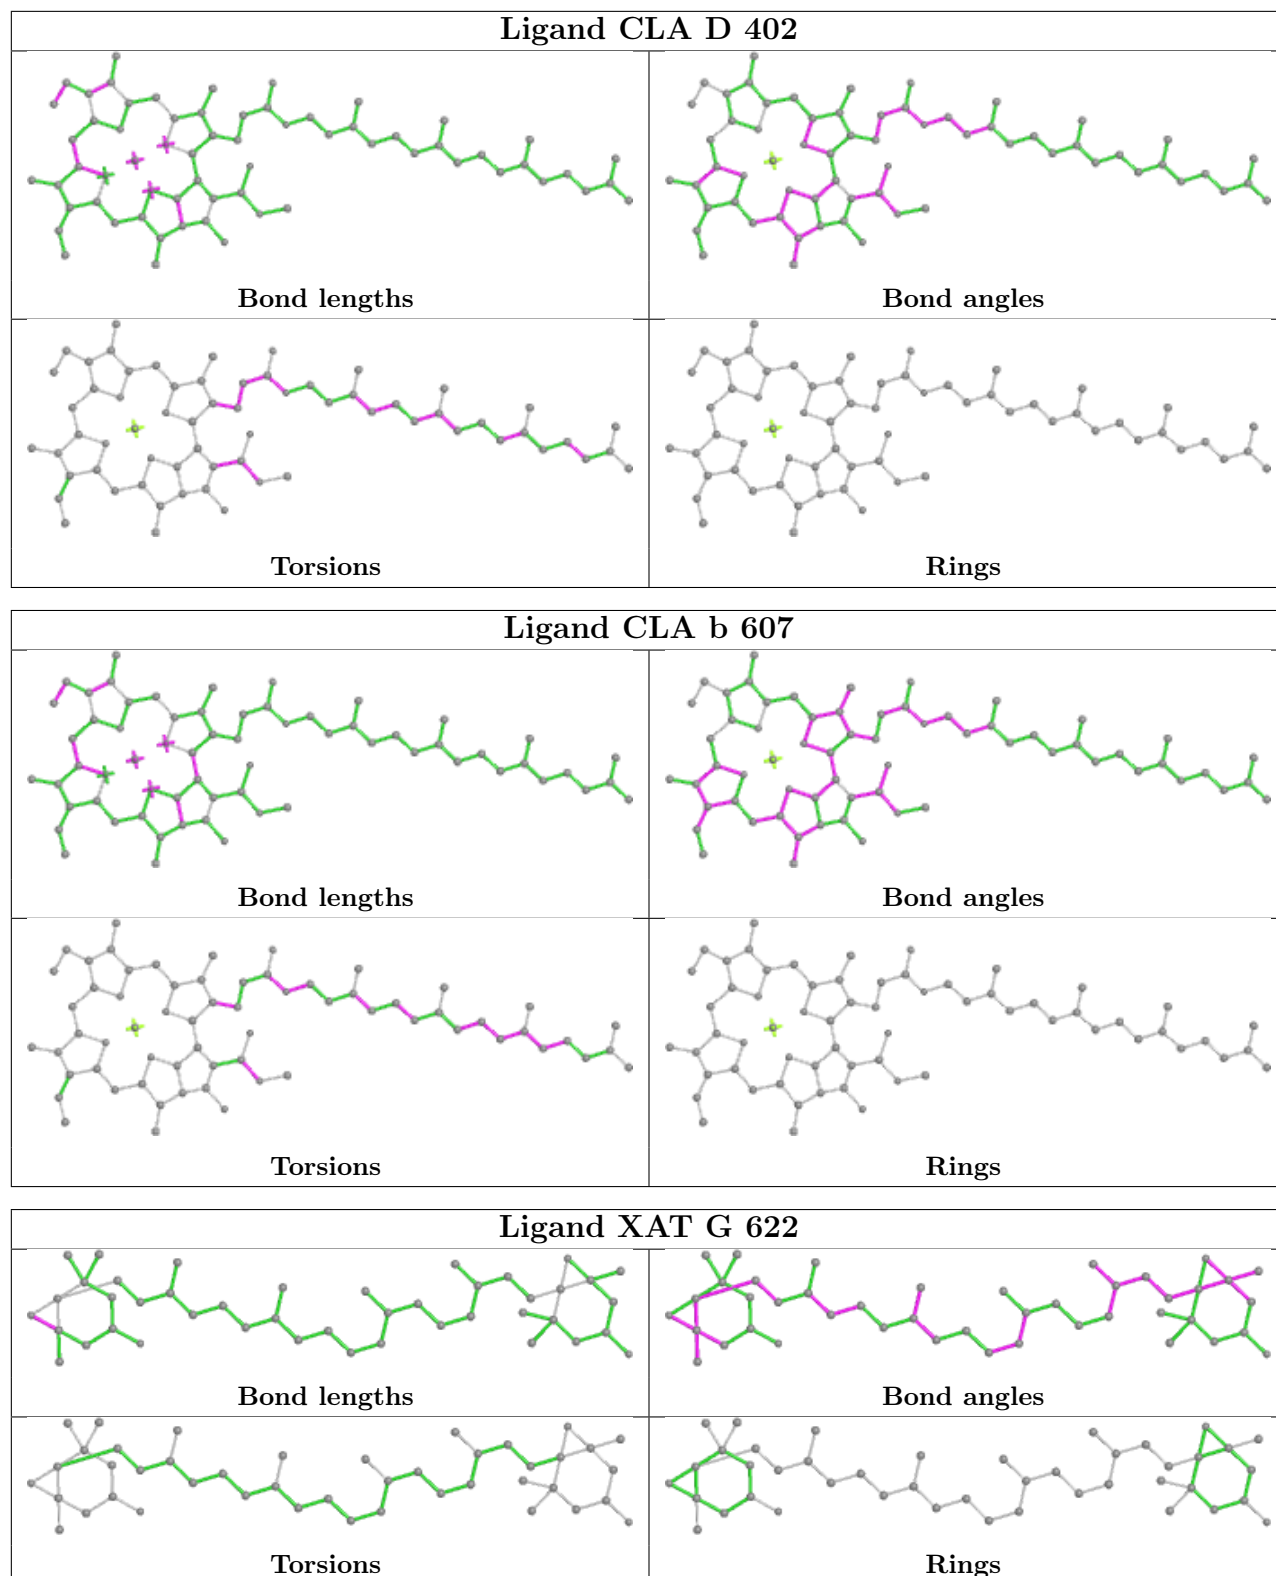 Ligand CLA D 402
Bond lengths
Bond angles
Torsions
Rings
Ligand CLA b 607
Bond lengths
Bond angles
Torsions
Rings
Ligand XAT G 622
Bond lengths
Bond angles
Torsions
Rings